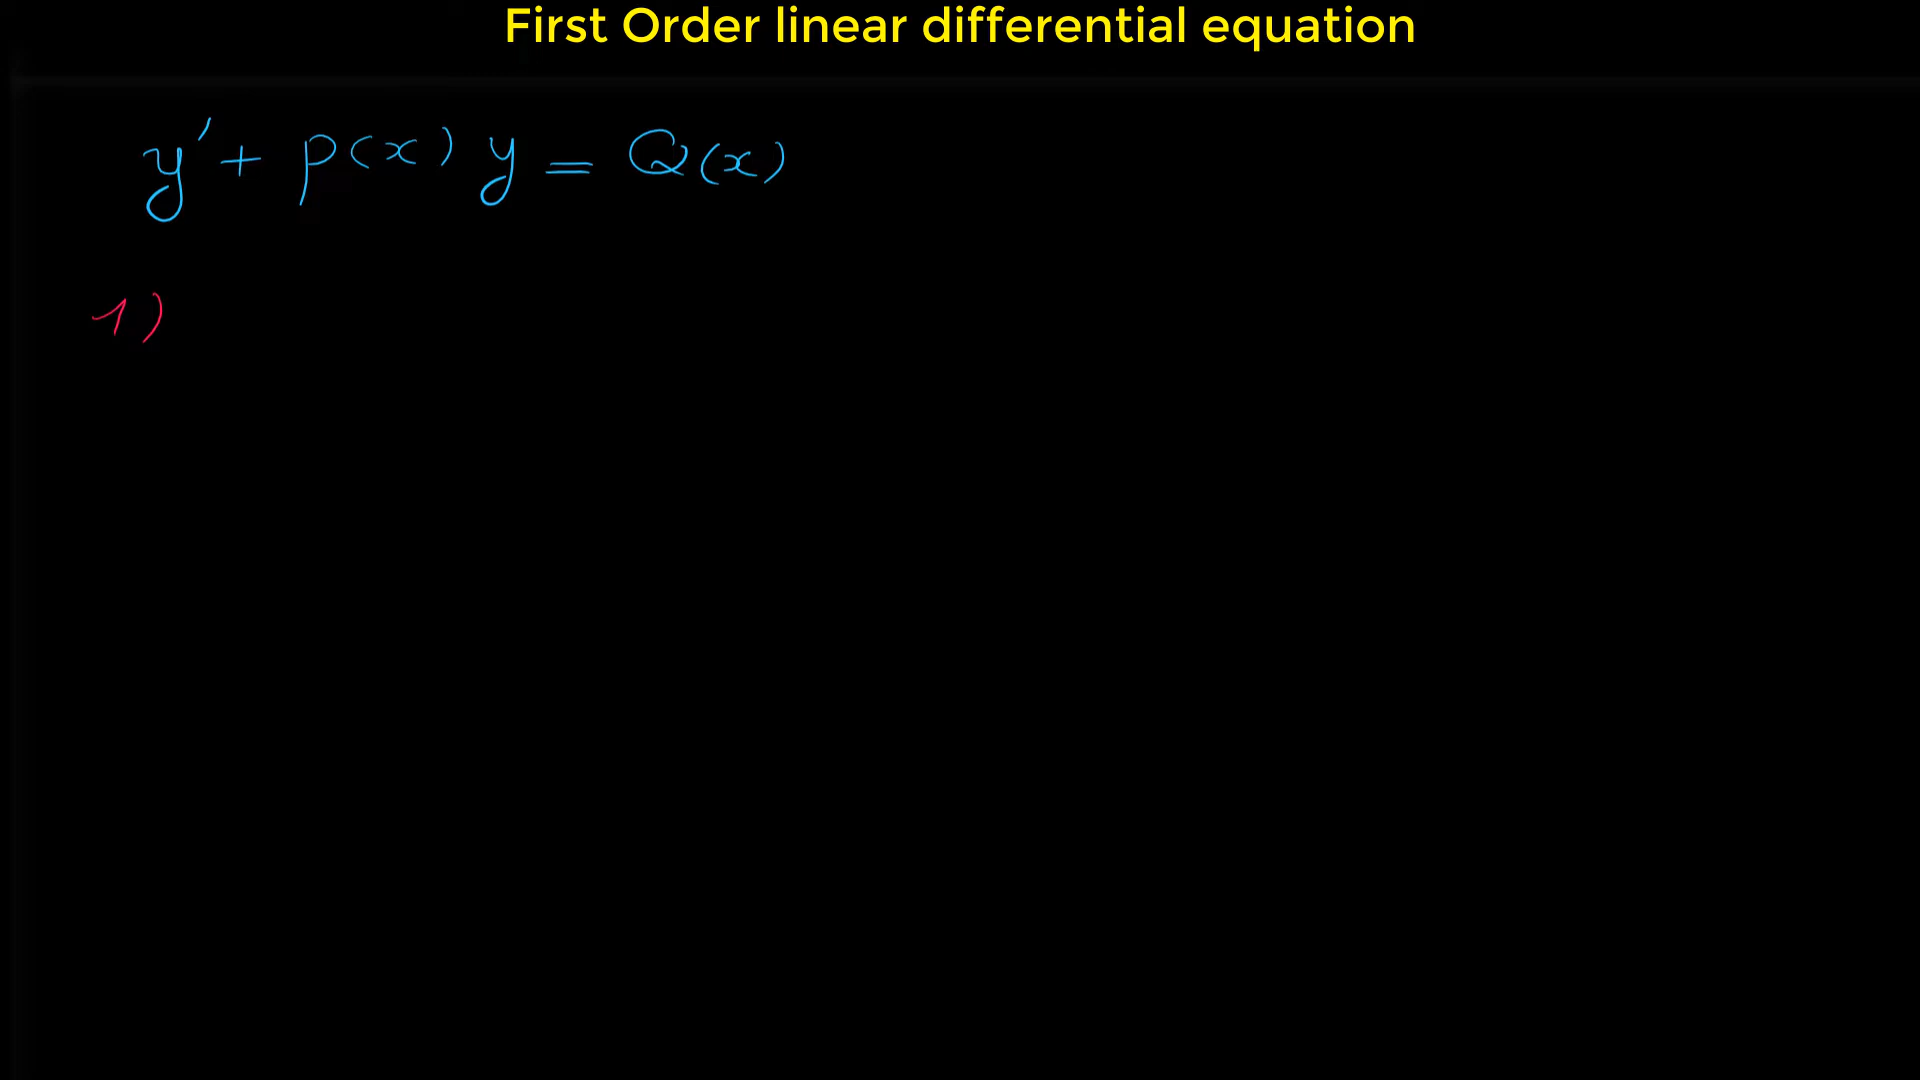 First Order linear differential equation
y' + p(x) y = Q(x)
1)